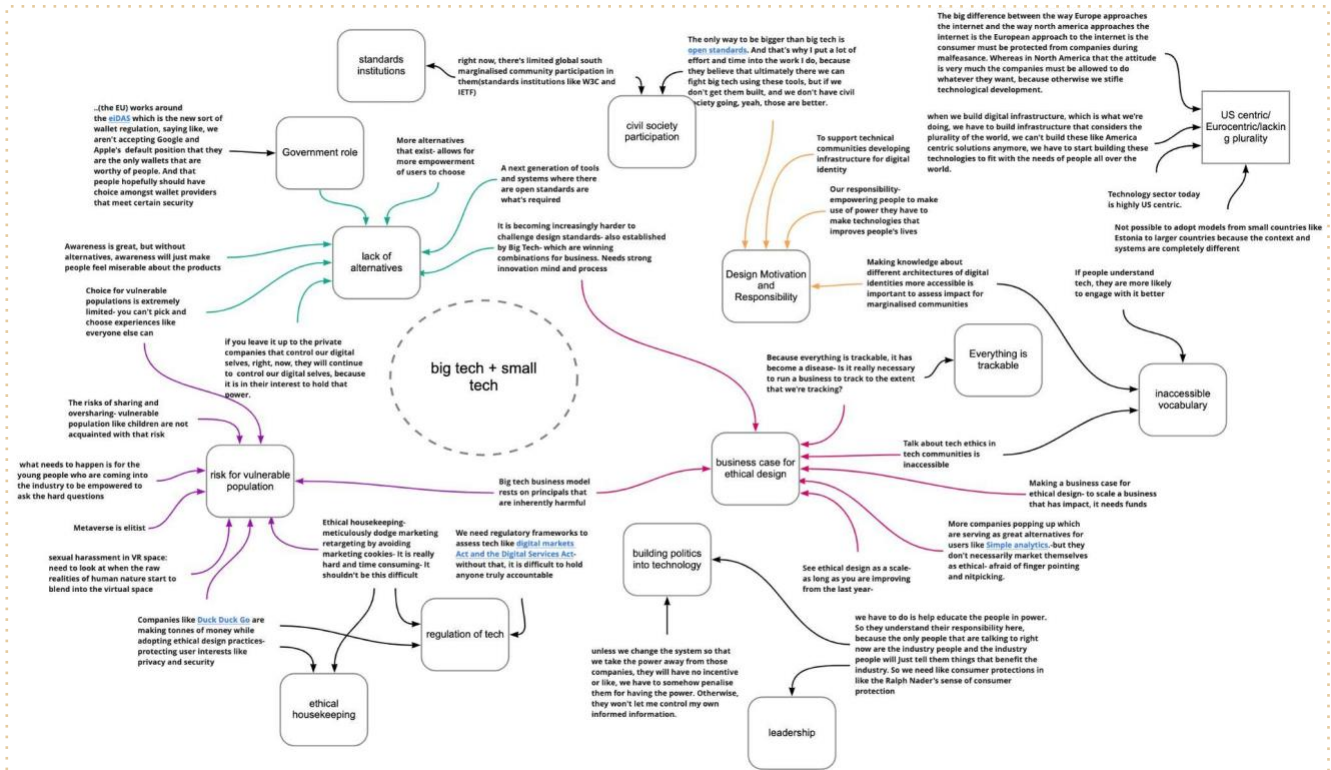 standards
institutions
right now, there's limited global south
marginalised community participation in
them(standards institutions like W3C and
IETF)
The only way to be bigger than big tech is
open standards. And that's why I put a lot of
effort and time into the work I do, because
they believe that ultimately there we can
fight big tech using these tools, but if we
don't get them built, and we don't have civil
society going, yeah, those are better.
civil society
participation
The big difference between the way Europe approaches
the internet and the way north america approaches
the internet is the European approach to the internet is the
consumer must be protected from companies during
malfeasance. Whereas in North America that the attitude
is very much the companies must be allowed to do
whatever they want, because otherwise we stifle
technological development.
when we build digital infrastructure, which is what we're
doing, we have to build infrastructure that considers the
plurality of the world, we can't build these like America
centric solutions anymore, we have to start building these
technologies to fit with the needs of people all over the
world.
US centric/
Eurocentric/lackin
g plurality
Technology sector today
is highly US centric.
Not possible to adopt models from small countries like
Estonia to larger countries because the context and
systems are completely different
..(the EU) works around
the eiDAS which is the new sort of
wallet regulation, saying like, we
aren't accepting Google and
Apple's default position that they
are the only wallets that are
worthy of people. And that
people hopefully should have
choice amongst wallet providers
that meet certain security
Government role
More alternatives
that exist- allows for
more empowerment
of users to choose
A next generation of tools
and systems where there
are open standards are
what's required
It is becoming increasingly harder to
challenge design standards- also established
by Big Tech- which are winning
combinations for business. Needs strong
innovation mind and process
To support technical
communities developing
infrastructure for digital
identity
Our responsibility-
empowering people to make
use of power they have to
make technologies that
improves people's lives
Awareness is great, but without
alternatives, awareness will just make
people feel miserable about the products
lack of
alternatives
Design Motivation
and
Responsibility
Making knowledge about
different architectures of digital
identities more accessible is
important to assess impact for
marginalised communities
If people understand
tech, they are more likely
to engage with it better
Choice for vulnerable
populations is extremely
limited- you can't pick and
choose experiences like
everyone else can
if you leave it up to the private
companies that control our digital
selves, right, now, they will continue
to control our digital selves, because
it is in their interest to hold that
power.
big tech + small
tech
Because everything is trackable, it has
become a disease- Is it really necessary
to run a business to track to the extent
that we're tracking?
Everything is
trackable
inaccessible
vocabulary
The risks of sharing and
oversharing- vulnerable
population like children are not
acquainted with that risk
what needs to happen is for the
young people who are coming into
the industry to be empowered to
ask the hard questions
risk for vulnerable
population
Metaverse is elitist
sexual harassment in VR space:
need to look at when the raw
realities of human nature start to
blend into the virtual space
Big tech business model
rests on principals that
are inherently harmful
business case for
ethical design
Talk about tech ethics in
tech communities is
inaccessible
Making a business case for
ethical design- to scale a business
that has impact, it needs funds
More companies popping up which
are serving as great alternatives for
users like Simple analytics.-but they
don't necessarily market themselves
as ethical- afraid of finger pointing
and nitpicking.
See ethical design as a scale-
as long as you are improving
from the last year-
Ethical housekeeping-
meticulously dodge marketing
retargeting by avoiding
marketing cookies- It is really
hard and time consuming- It
shouldn't be this difficult
We need regulatory frameworks to
assess tech like digital markets
Act and the Digital Services Act-
without that, it is difficult to hold
anyone truly accountable
building politics
into technology
Companies like Duck Duck Go are
making tonnes of money while
adopting ethical design practices-
protecting user interests like
privacy and security
regulation of tech
ethical
housekeeping
unless we change the system so that
we take the power away from those
companies, they will have no incentive
or like, we have to somehow penalise
them for having the power. Otherwise,
they won't let me control my own
informed information.
we have to do is help educate the people in power.
So they understand their responsibility here,
because the only people that are talking to right
now are the industry people and the industry
people will Just tell them things that benefit the
industry. So we need like consumer protections in
like the Ralph Nader's sense of consumer
protection
leadership